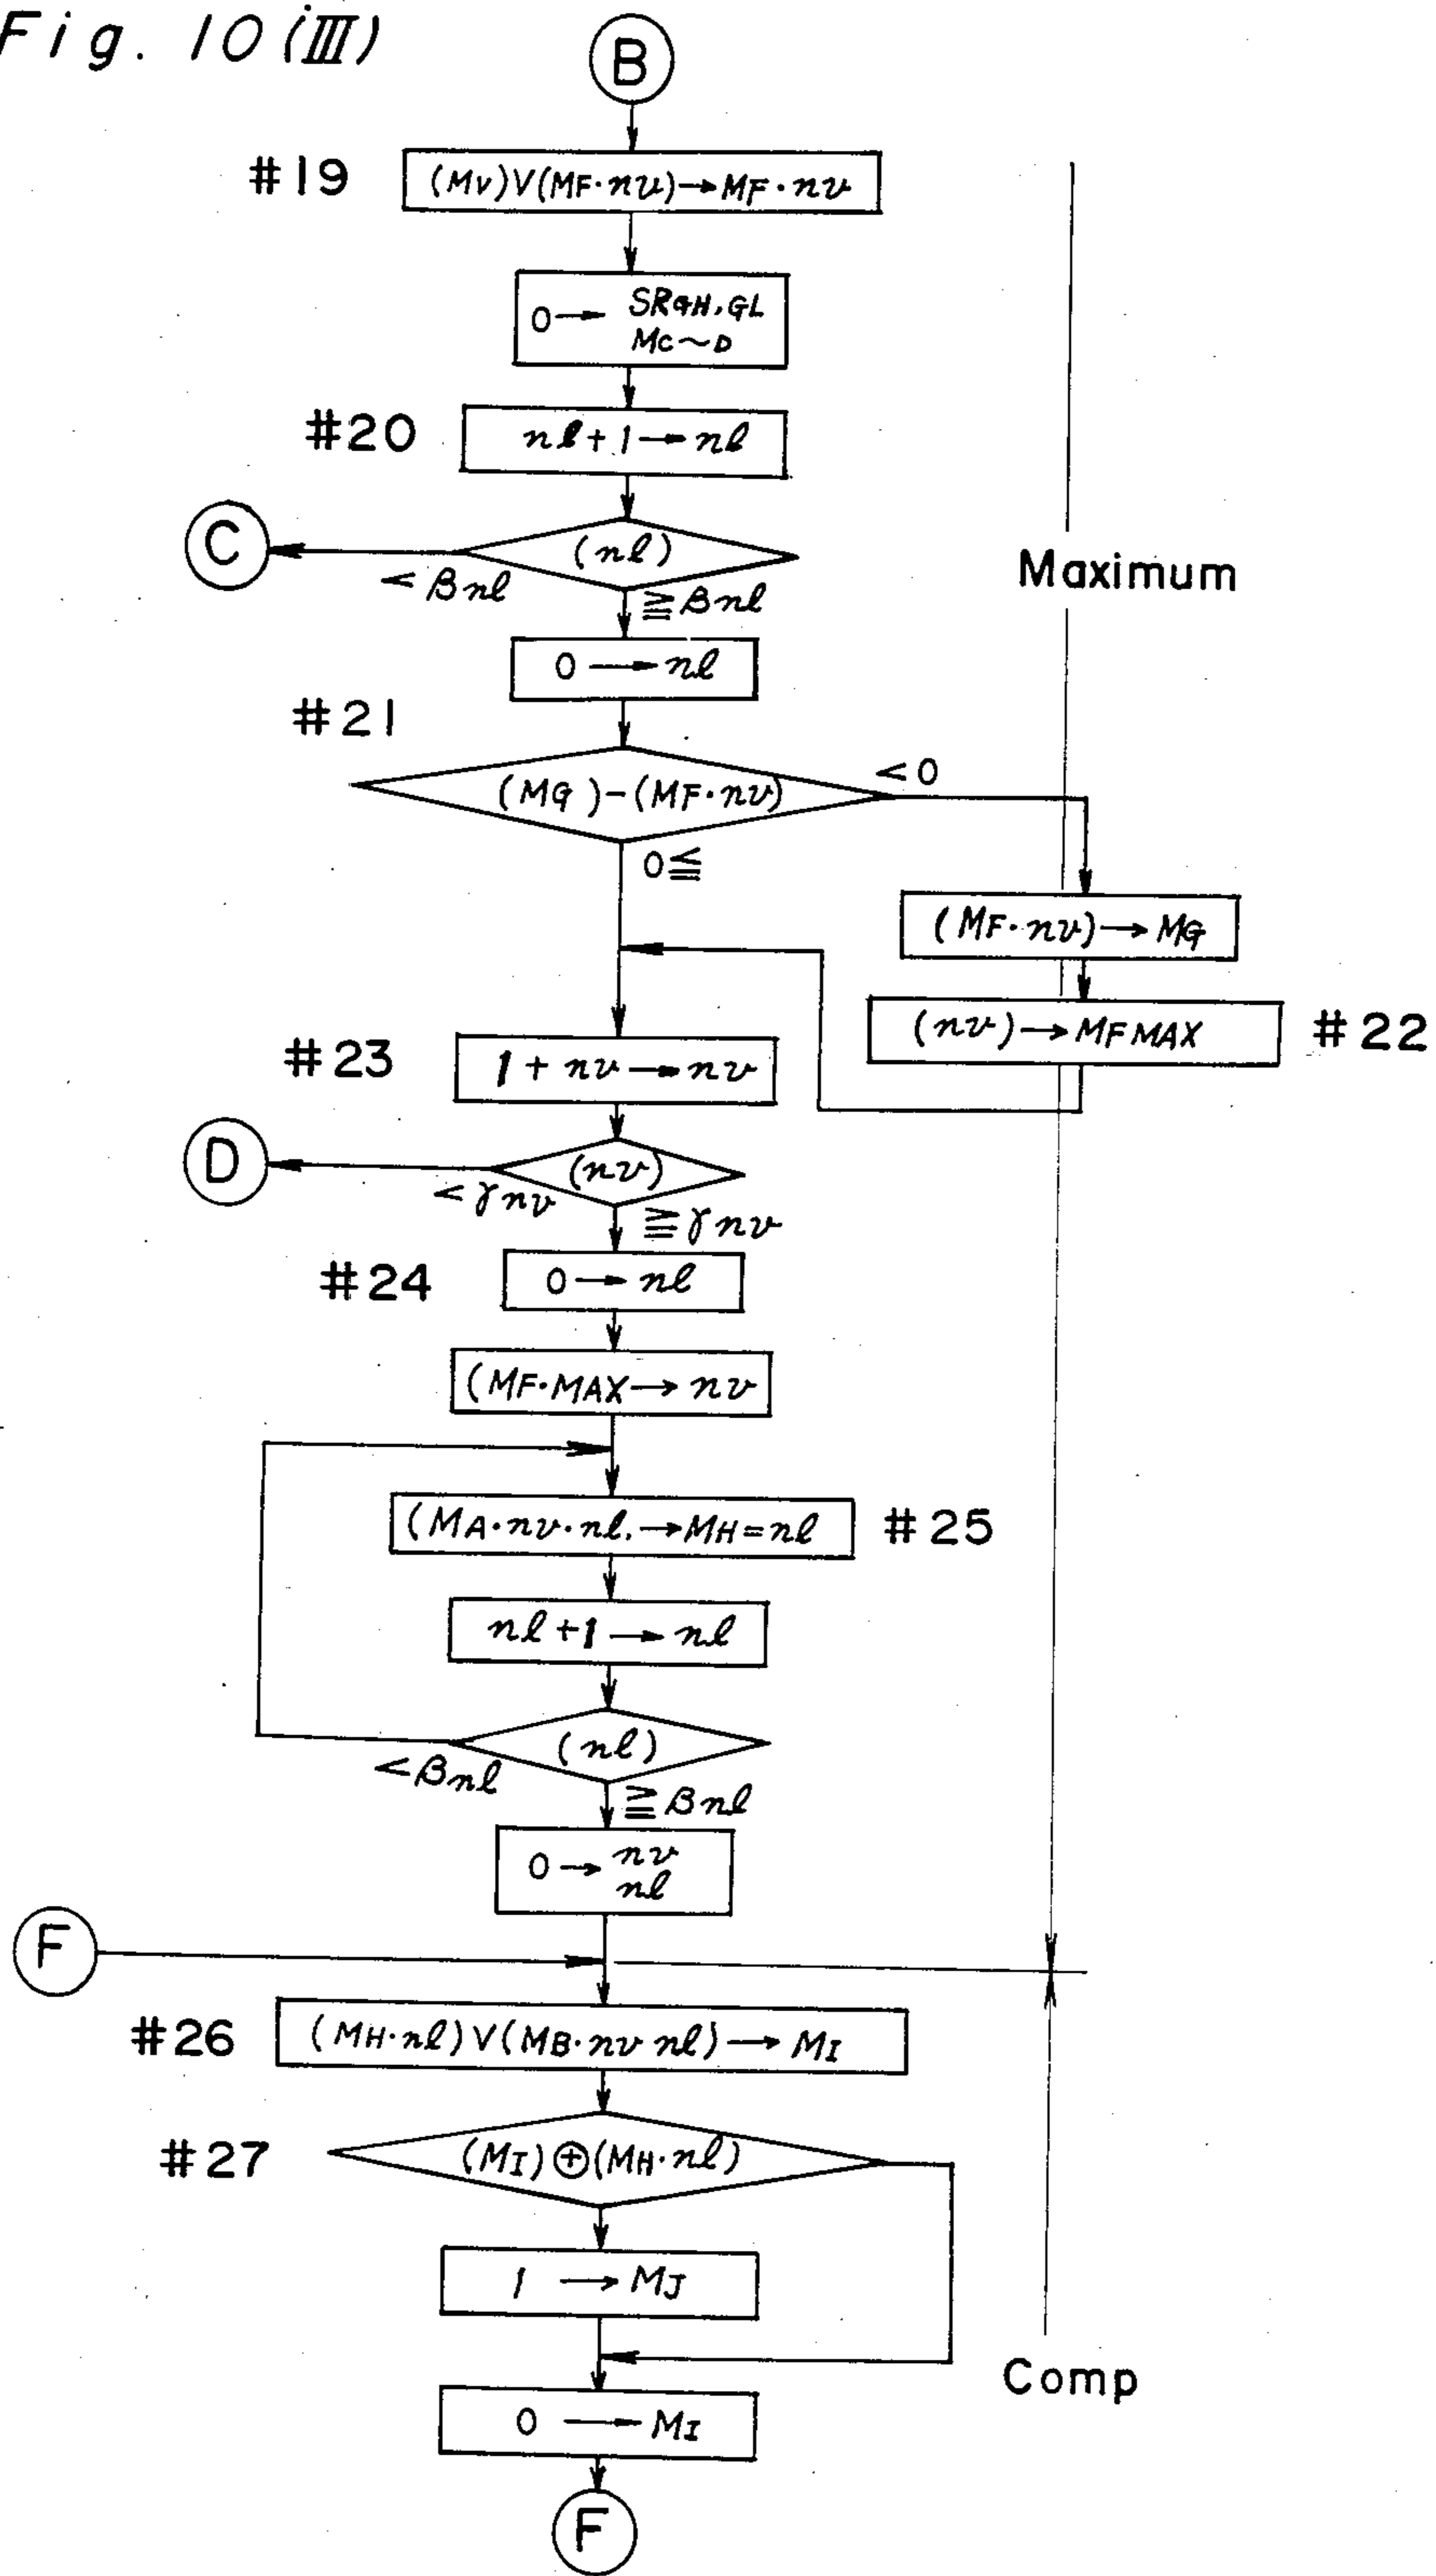 Fig. 10 (iii)
B
#19
(Mv)V(MF·nv)→MF·nv
0→ SRGH,GL
Mc~D
#20
nl+1→nl
C
(nl)
<βnl
≧βnl
Maximum
0→nl
#21
(MG)-(MF·nv)
<0
0≦
(MF·nv)→MG
(nv)→MFMAX
#22
#23
1+nv→nv
D
(nv)
<γnv
≧γnv
#24
0→nl
(MF·MAX→nv
(MA·nv·nl.→MH=nl
#25
nl+1→nl
(nl)
<βnl
≧βnl
0→nv
nl
F
#26
(MH·nl)V(MB·nv nl)→MI
#27
(MI)⊕(MH·nl)
1→MJ
Comp
0→MI
F